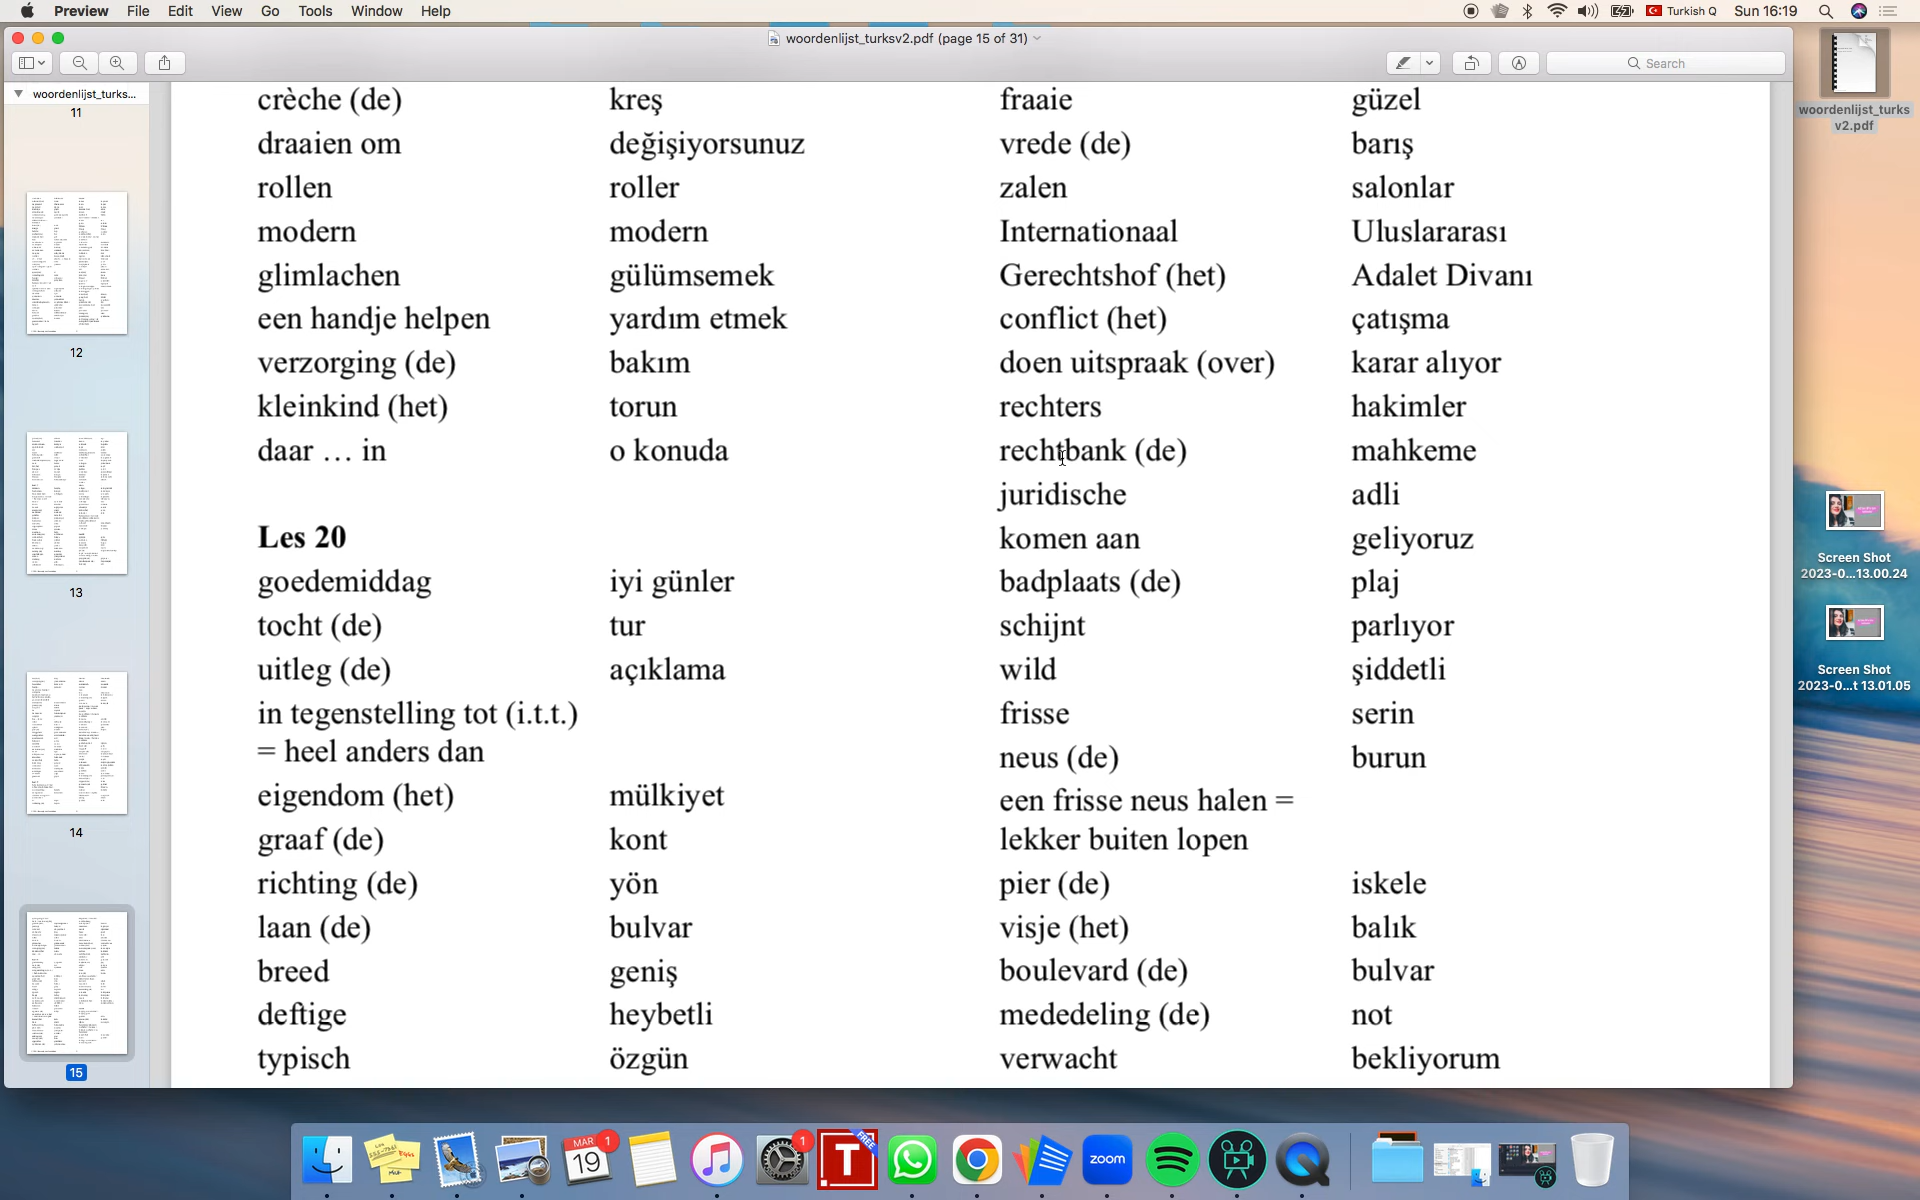 Preview File Edit View Go Tools Window Help
Turkish Q Sun 16:19
woordenlijst_turksv2.pdf (page 15 of 31)
Search
woordenlijst_turks...
11
12
13
14
15
crèche (de) kreş
draaien om değişiyorsunuz
rollen roller
modern modern
glimlachen gülümsemek
een handje helpen yardım etmek
verzorging (de) bakım
kleinkind (het) torun
daar … in o konuda
Les 20
goedemiddag iyi günler
tocht (de) tur
uitleg (de) açıklama
in tegenstelling tot (i.t.t.)
= heel anders dan
eigendom (het) mülkiyet
graaf (de) kont
richting (de) yön
laan (de) bulvar
breed geniş
deftige heybetli
typisch özgün
fraaie güzel
vrede (de) barış
zalen salonlar
Internationaal Uluslararası
Gerechtshof (het) Adalet Divanı
conflict (het) çatışma
doen uitspraak (over) karar alıyor
rechters hakimler
rechtbank (de) mahkeme
juridische adli
komen aan geliyoruz
badplaats (de) plaj
schijnt parlıyor
wild şiddetli
frisse serin
neus (de) burun
een frisse neus halen =
lekker buiten lopen
pier (de) iskele
visje (het) balık
boulevard (de) bulvar
mededeling (de) not
verwacht bekliyorum
woordenlijst_turks
v2.pdf
Screen Shot
2023-0...13.00.24
Screen Shot
2023-0...t 13.01.05
MAR
19
1
1
T
FREE
zoom